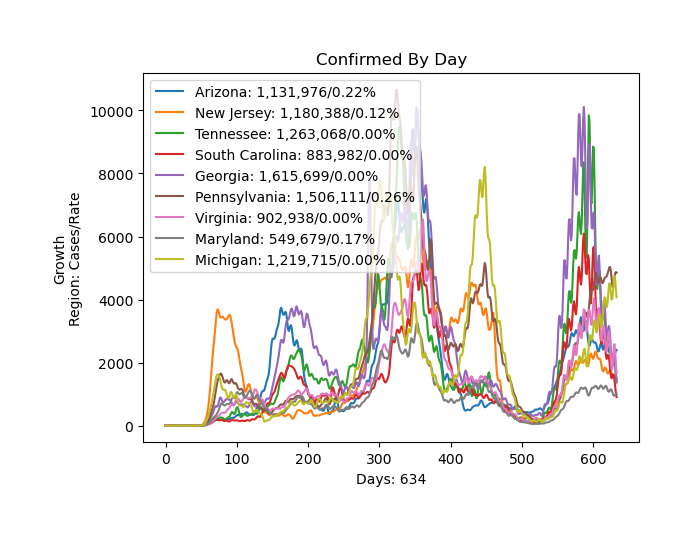 Confirmed By Day
Growth
Region: Cases/Rate
10000
8000
6000
4000
2000
0
Arizona: 1,131,976/0.22%
New Jersey: 1,180,388/0.12%
Tennessee: 1,263,068/0.00%
South Carolina: 883,982/0.00%
Georgia: 1,615,699/0.00%
Pennsylvania: 1,506,111/0.26%
Virginia: 902,938/0.00%
Maryland: 549,679/0.17%
Michigan: 1,219,715/0.00%
0 100 200 300 400 500 600
Days: 634